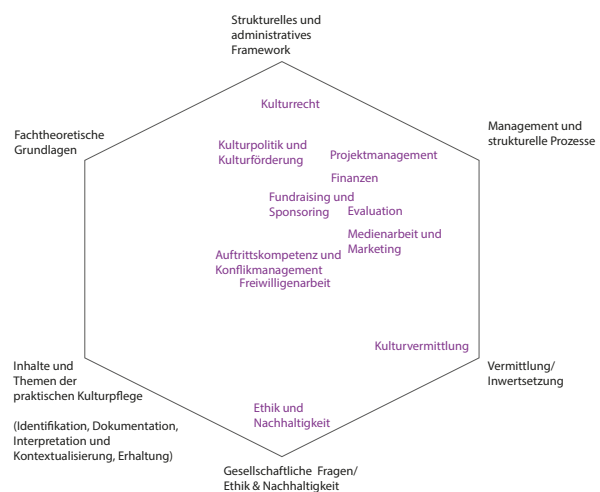 Strukturelles und
administratives
Framework
Kulturrecht
Fachtheoretische
Grundlagen
Management und
strukturelle Prozesse
Kulturpolitik und
Kulturförderung
Projektmanagement
Finanzen
Fundraising und
Sponsoring
Evaluation
Medienarbeit und
Marketing
Auftrittskompetenz und
Konflikmanagement
Freiwilligenarbeit
Kulturvermittlung
Inhalte und
Themen der
praktischen Kulturpflege
(Identifikation, Dokumentation,
Interpretation und
Kontextualisierung, Erhaltung)
Vermittlung/
Inwertsetzung
Ethik und
Nachhaltigkeit
Gesellschaftliche Fragen/
Ethik & Nachhaltigkeit